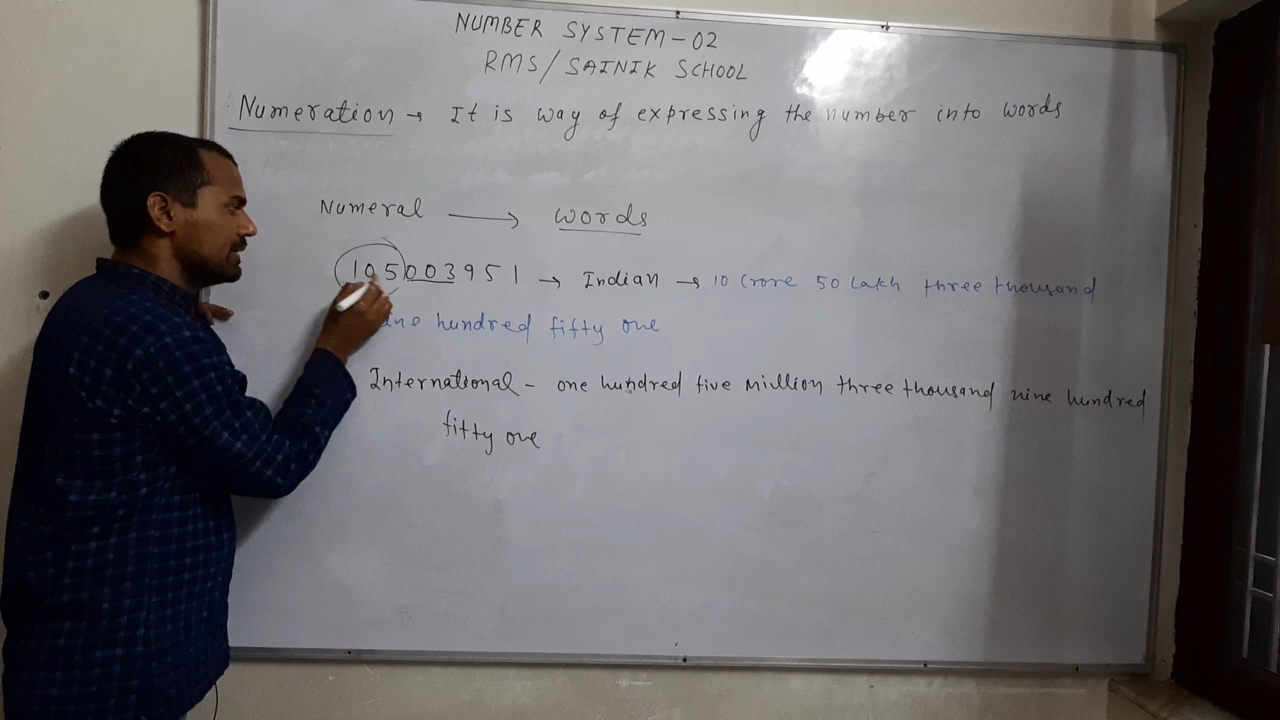 NUMBER SYSTEM-02
RMS/SAINIK SCHOOL
Numeration → It is way of expressing the number into words
Numeral → words
105003951 → Indian → 10 Crore 50 Lakh three thousand
hundred fifty one
International - one hundred five Million three thousand nine hundred
fifty one